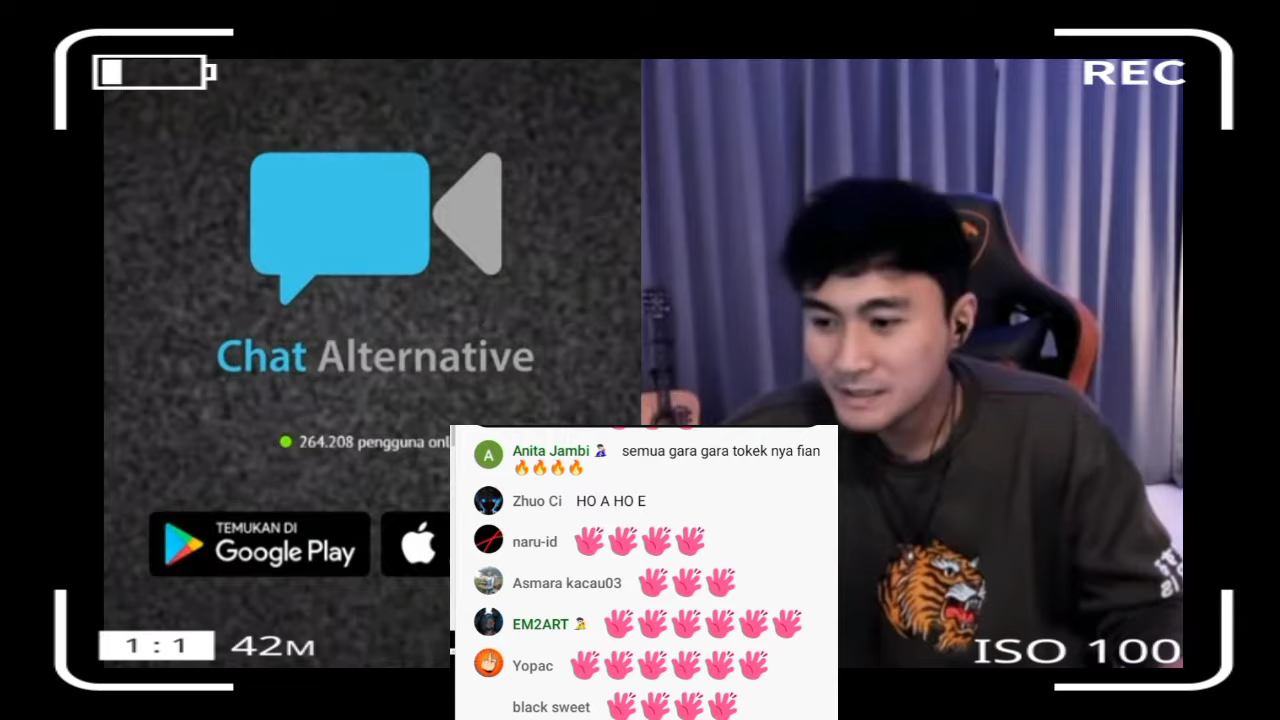 REC
Chat Alternative
264.208 pengguna onl
TEMUKAN DI
Google Play
A
Anita Jambi semua gara gara tokek nya fian
🔥🔥🔥🔥
Zhuo Ci HO A HO E
naru-id
Asmara kacau03
EM2ART
Yopac
black sweet
1 : 1 42M
ISO 100